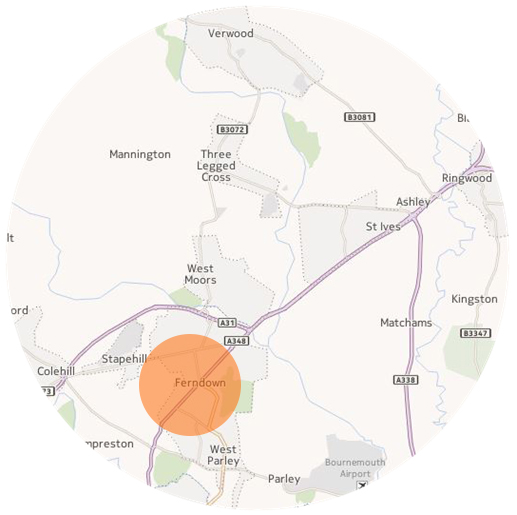 Verwood
B3081
Bl
B3072
Mannington
Three
Legged
Cross
Ringwood
Ashley
St Ives
lt
West
Moors
Kingston
ord
A31
Matchams
B3347
A348
Stapehill
Colehill
A338
Ferndown
73
mpreston
West
Parley
Bournemouth
Airport
Parley